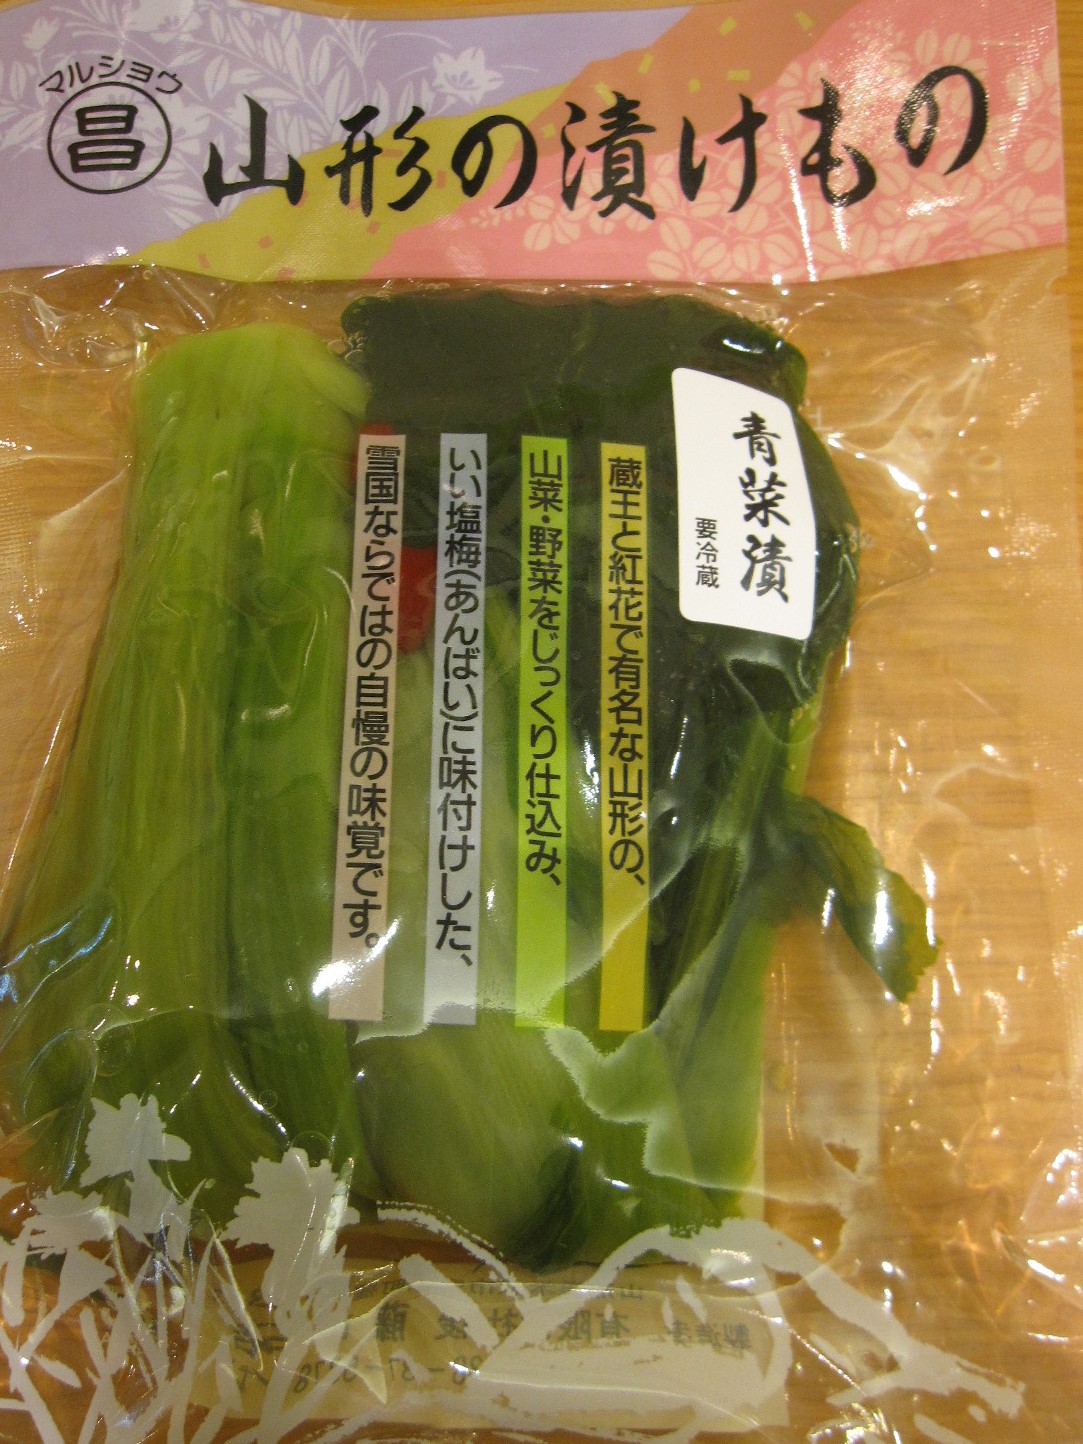 マルショウ
昌
山形の漬けもの
青菜漬
要冷蔵
蔵王と紅花で有名な山形の、
山菜・野菜をじっくり仕込み、
いい塩梅(あんばい)に味付けした、
雪国ならではの自慢の味覚です。